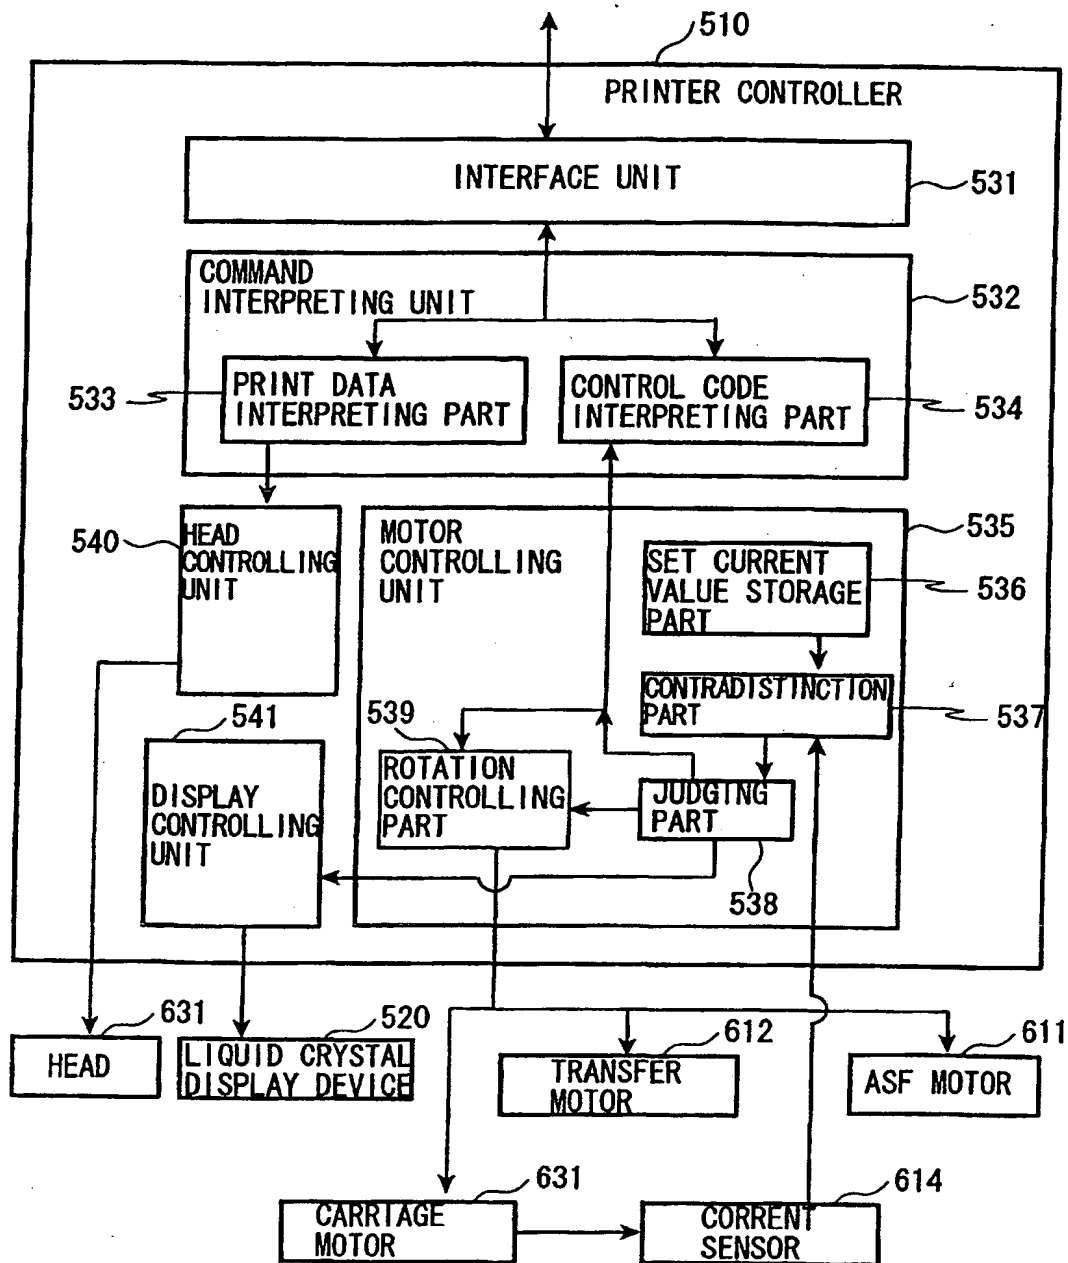 510
PRINTER CONTROLLER
INTERFACE UNIT
531
COMMAND
INTERPRETING UNIT
532
533
PRINT DATA
INTERPRETING PART
CONTROL CODE
INTERPRETING PART
534
540
HEAD
CONTROLLING
UNIT
MOTOR
CONTROLLING
UNIT
535
SET CURRENT
VALUE STORAGE
PART
536
CONTRADISTINCTION
PART
537
541
539
DISPLAY
CONTROLLING
UNIT
ROTATION
CONTROLLING
PART
JUDGING
PART
538
631
HEAD
520
LIQUID CRYSTAL
DISPLAY DEVICE
612
TRANSFER
MOTOR
611
ASF MOTOR
631
CARRIAGE
MOTOR
614
CORRENT
SENSOR